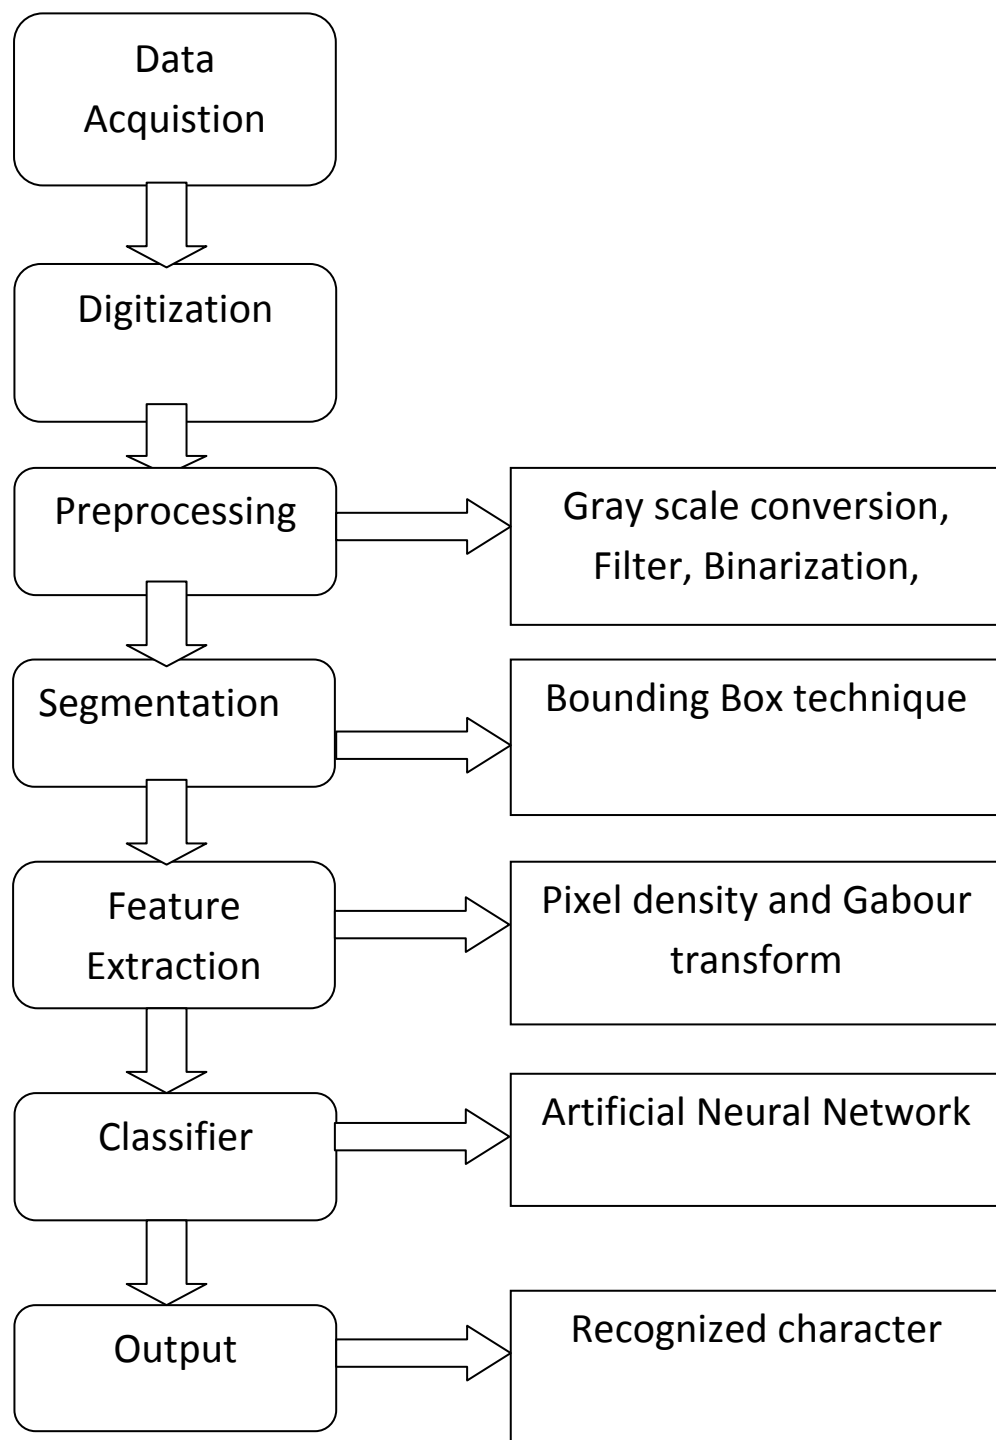 Data
Acquistion
Digitization
Preprocessing
Gray scale conversion,
Filter, Binarization,
Segmentation
Bounding Box technique
Feature
Extraction
Pixel density and Gabour
transform
Classifier
Artificial Neural Network
Output
Recognized character